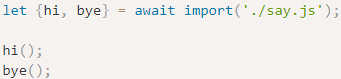 let {hi, bye} = await import('./say.js');
hi();
bye();